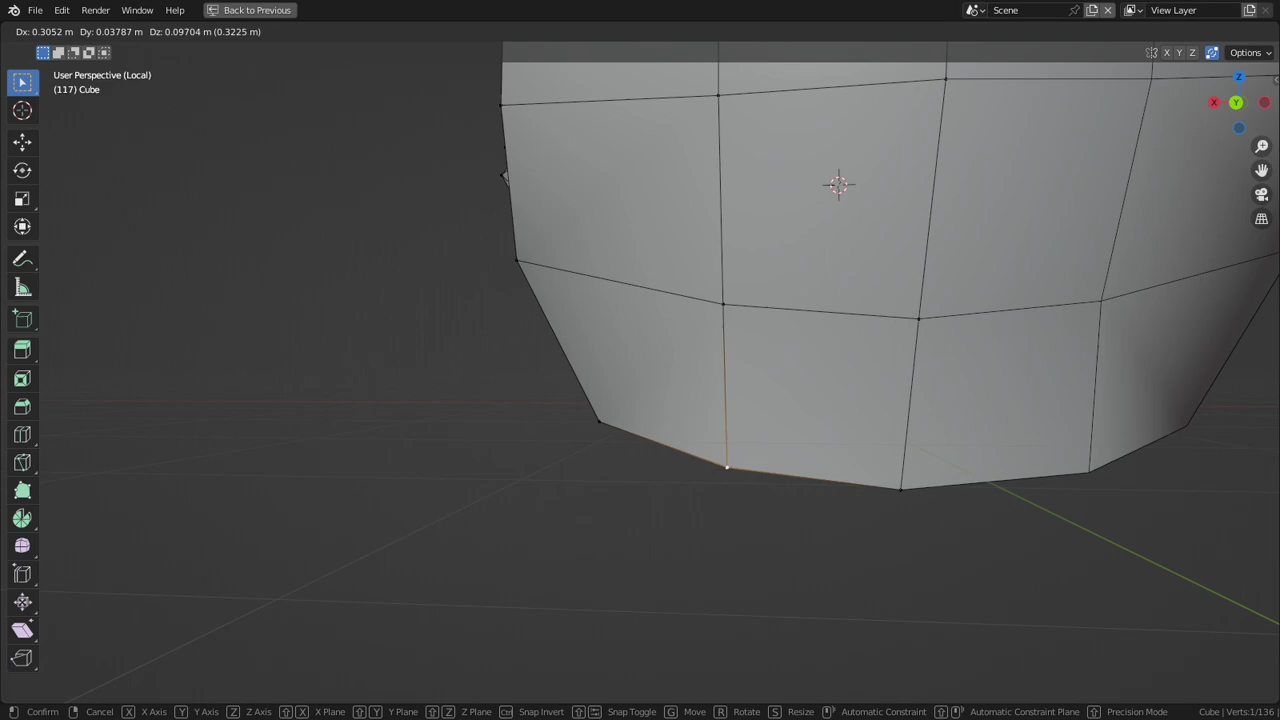 File Edit Render Window Help Back to Previous Scene View Layer
Dx: 0.3052 m Dy: 0.03787 m Dz: 0.09704 m (0.3225 m)
X Y Z Options
User Perspective (Local)
(117) Cube
Z
X Y
Confirm Cancel X X Axis Y Y Axis Z Z Axis X X Plane Y Y Plane Z Z Plane Ctrl Snap Invert Snap Toggle G Move R Rotate S Resize Automatic Constraint Automatic Constraint Plane Precision Mode Cube | Verts:1/136